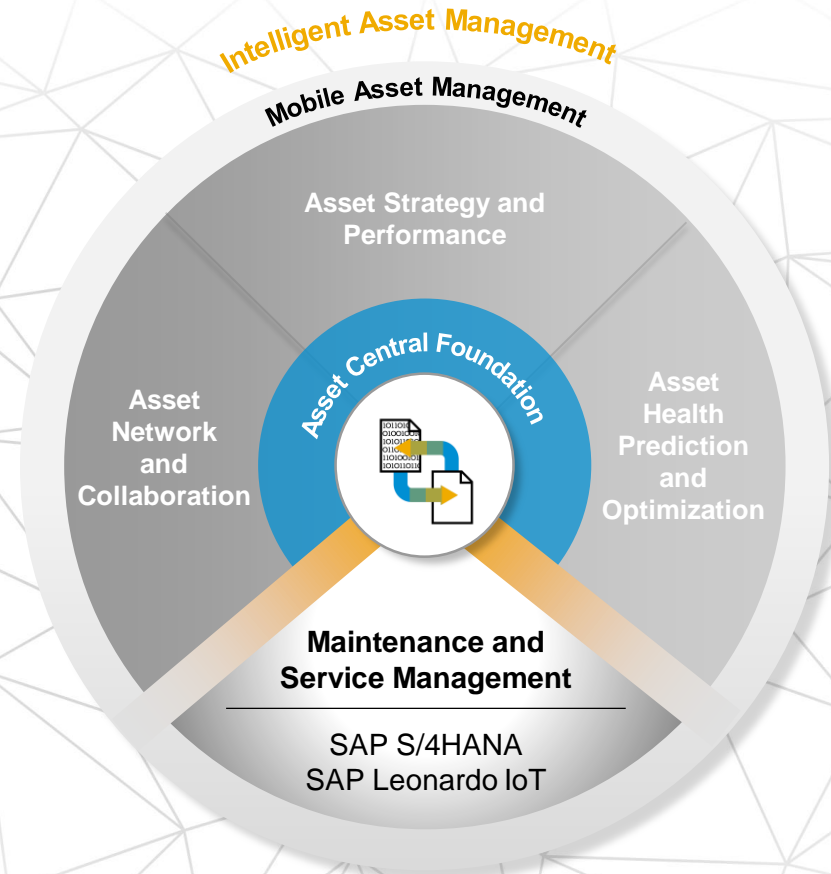 Intelligent Asset Management
Mobile Asset Management
Asset Strategy and
Performance
Asset Central Foundation
Asset
Network
and
Collaboration
Asset
Health
Prediction
and
Optimization
Maintenance and
Service Management
SAP S/4HANA
SAP Leonardo IoT